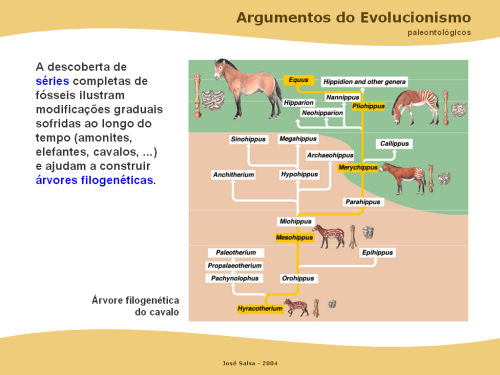 Argumentos do Evolucionismo
paleontológicos
A descoberta de
séries completas de
fósseis ilustram
modificações graduais
sofridas ao longo do
tempo (amonites,
elefantes, cavalos, ...)
e ajudam a construir
árvores filogenéticas.
Equus
Hippidion and other genera
Nannippus
Hipparion
Pliohippus
Neohipparion
Sinohippus
Megahippus
Callippus
Archaeohippus
Merychippus
Anchitherium
Hypohippus
Parahippus
Miohippus
Mesohippus
Paleotherium
Epihippus
Propalaeotherium
Pachynolophus
Orohippus
Hyracotherium
Árvore filogenética
do cavalo
José Salsa - 2004